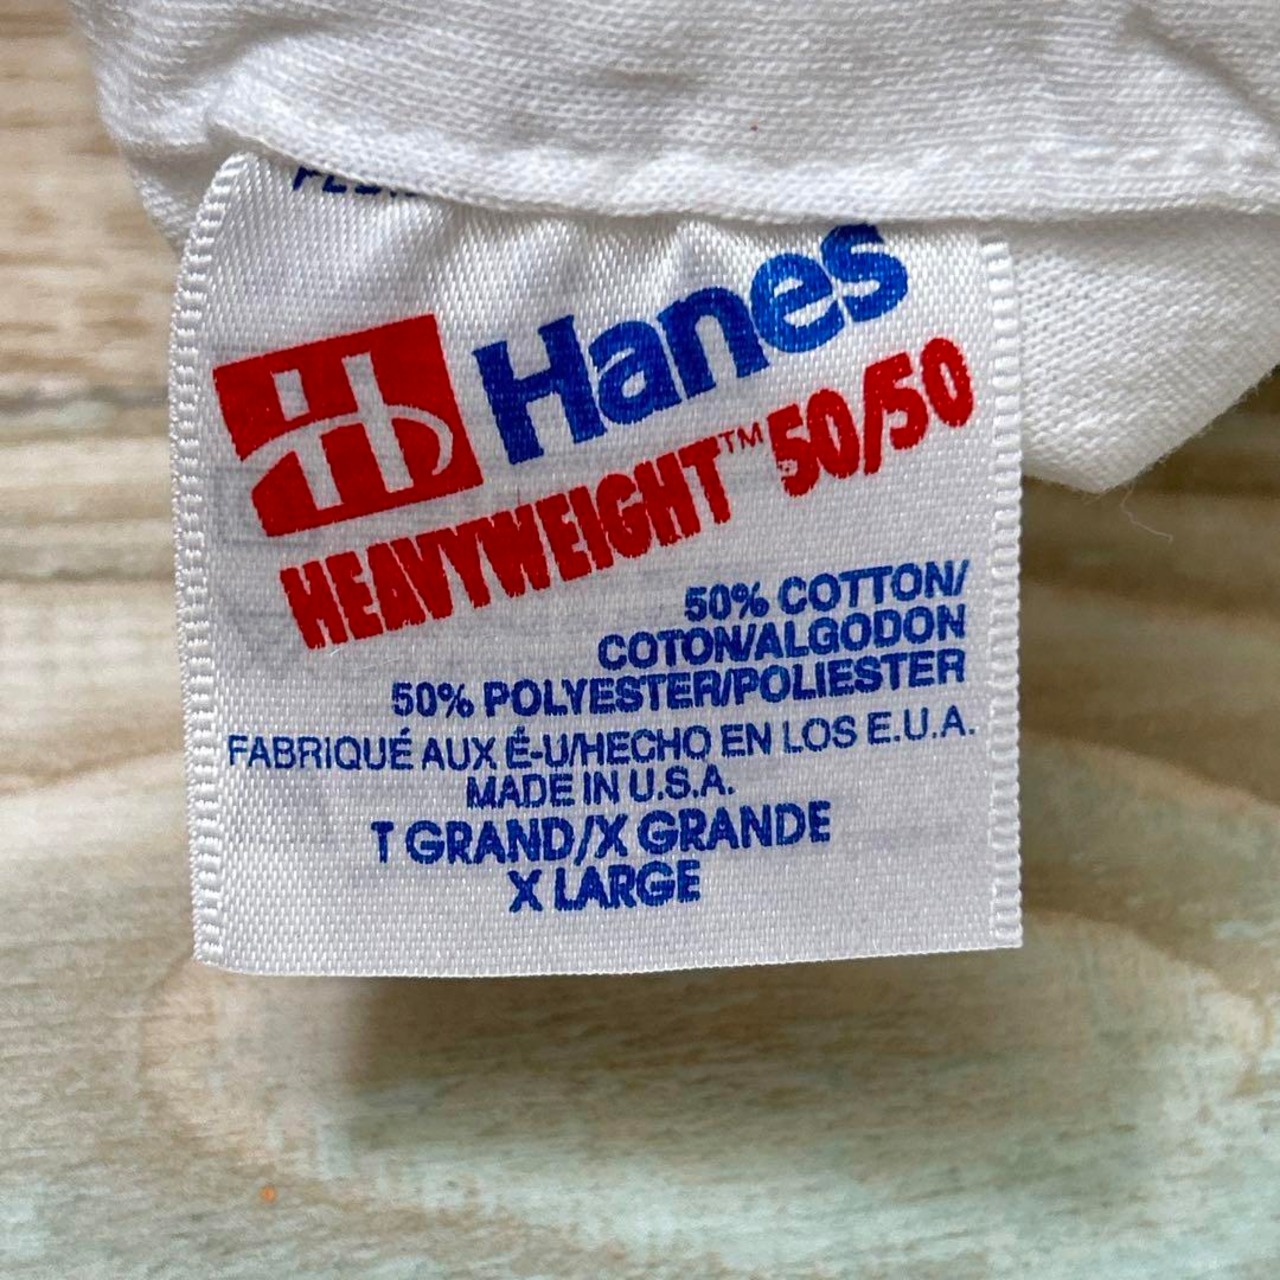 Hanes
HEAVYWEIGHT™ 50/50
50% COTTON/
COTON/ALGODON
50% POLYESTER/POLIESTER
FABRIQUÉ AUX É-U/HECHO EN LOS E.U.A.
MADE IN U.S.A.
T GRAND/X GRANDE
X LARGE